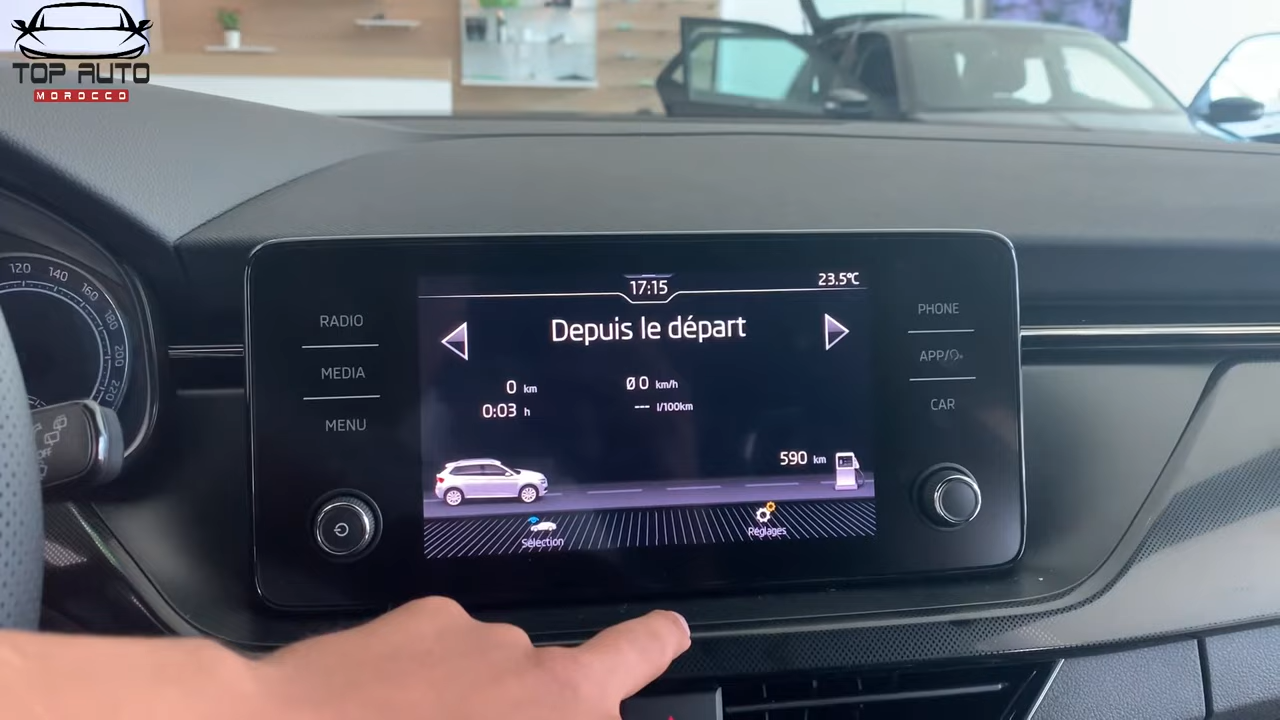 TOP AUTO
MOROCCO
120
140
160
180
200
220
OFF
RADIO
MEDIA
MENU
17:15
23.5°C
Depuis le départ
0 km
Ø 0 km/h
0:03 h
--- l/100km
590 km
Sélection
Réglages
PHONE
APP/
CAR